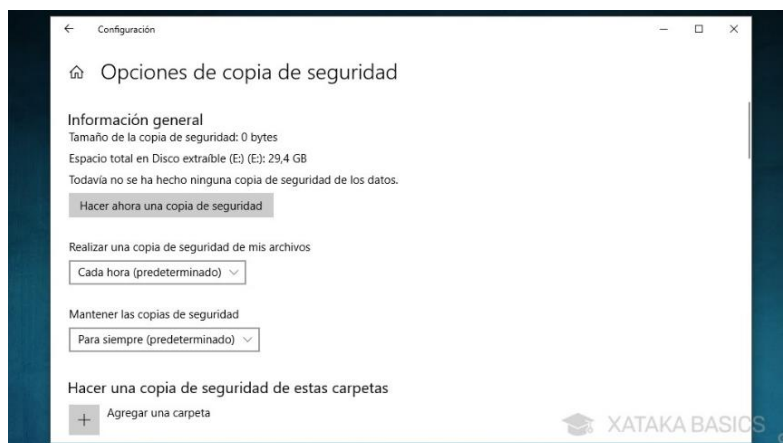 Configuración
Opciones de copia de seguridad
Información general
Tamaño de la copia de seguridad: 0 bytes
Espacio total en Disco extraíble (E:) (E:): 29,4 GB
Todavía no se ha hecho ninguna copia de seguridad de los datos.
Hacer ahora una copia de seguridad
Realizar una copia de seguridad de mis archivos
Cada hora (predeterminado)
Mantener las copias de seguridad
Para siempre (predeterminado)
Hacer una copia de seguridad de estas carpetas
Agregar una carpeta
XATAKA BASICS